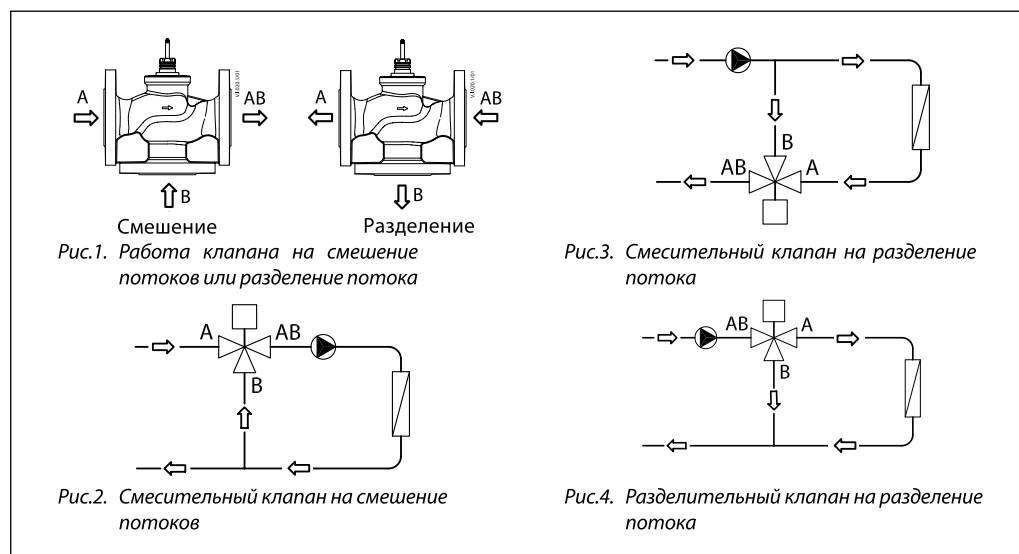 A
AB
B
Смешение
A
AB
B
Разделение
Рис.1. Работа клапана на смешение
потоков или разделение потока
A
AB
B
Рис.2. Смесительный клапан на смешение
потоков
B
AB
A
Рис.3. Смесительный клапан на разделение
потока
AB
A
B
Рис.4. Разделительный клапан на разделение
потока